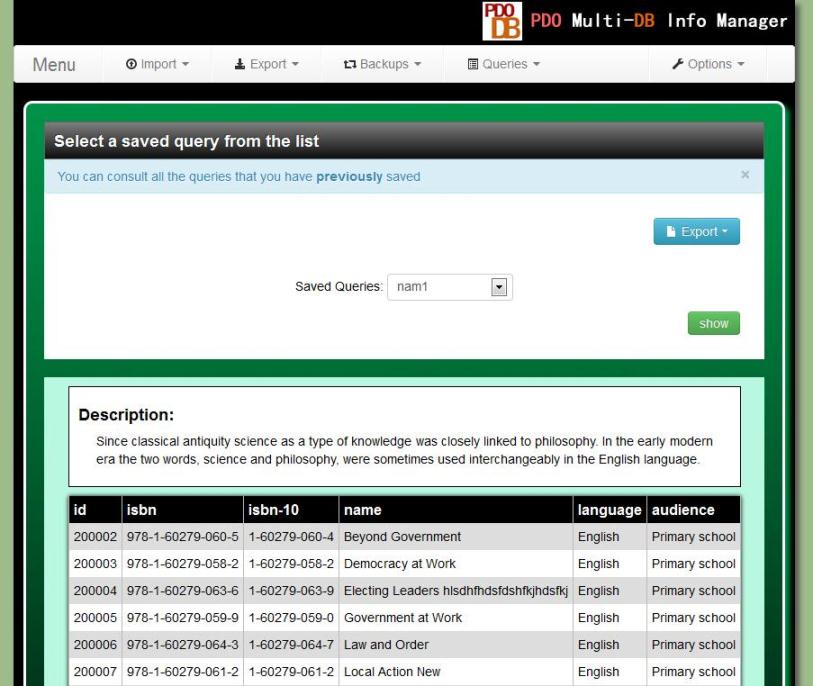 PDO DB PDO Multi-DB Info Manager
Menu Import Export Backups Queries Options
Select a saved query from the list
You can consult all the queries that you have previously saved ×
Export
Saved Queries: nam1
show
Description:
Since classical antiquity science as a type of knowledge was closely linked to philosophy. In the early modern
era the two words, science and philosophy, were sometimes used interchangeably in the English language.
id isbn isbn-10 name language audience
200002 978-1-60279-060-5 1-60279-060-4 Beyond Government English Primary school
200003 978-1-60279-058-2 1-60279-058-2 Democracy at Work English Primary school
200004 978-1-60279-063-6 1-60279-063-9 Electing Leaders hlsdhfhdsfdshfkjhdsfkj English Primary school
200005 978-1-60279-059-9 1-60279-059-0 Government at Work English Primary school
200006 978-1-60279-064-3 1-60279-064-7 Law and Order English Primary school
200007 978-1-60279-061-2 1-60279-061-2 Local Action New English Primary school